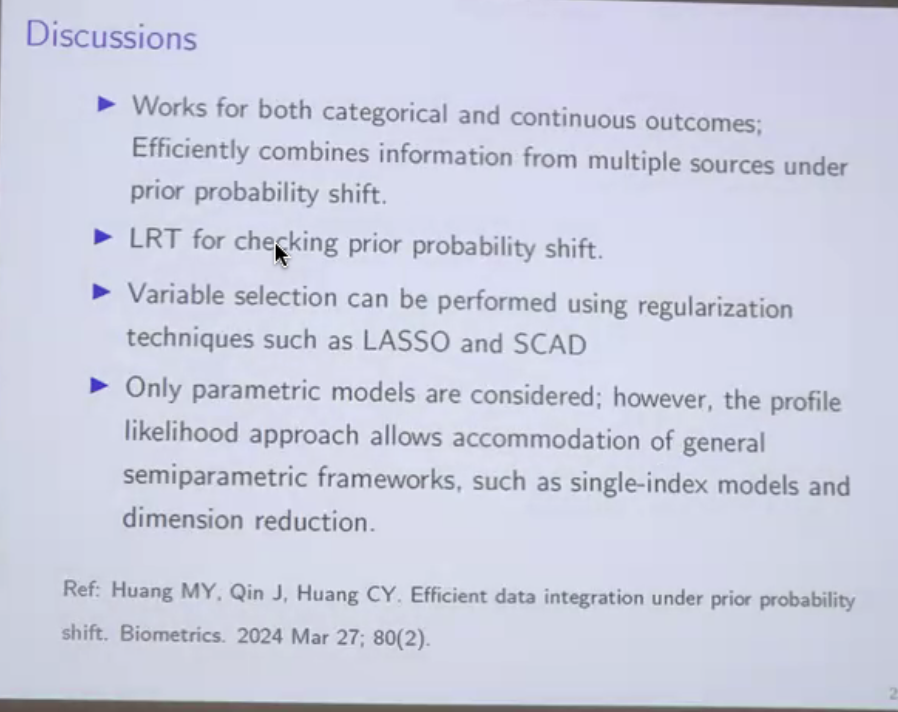 Discussions
Works for both categorical and continuous outcomes;
Efficiently combines information from multiple sources under
prior probability shift.
LRT for checking prior probability shift.
Variable selection can be performed using regularization
techniques such as LASSO and SCAD
Only parametric models are considered; however, the profile
likelihood approach allows accommodation of general
semiparametric frameworks, such as single-index models and
dimension reduction.
Ref: Huang MY, Qin J, Huang CY. Efficient data integration under prior probability
shift. Biometrics. 2024 Mar 27; 80(2).